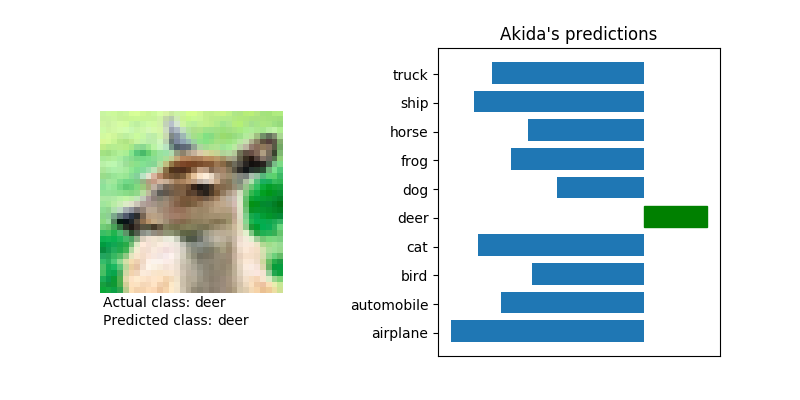 Akida's predictions
truck
ship
horse
frog
dog
deer
cat
bird
automobile
airplane
Actual class: deer
Predicted class: deer